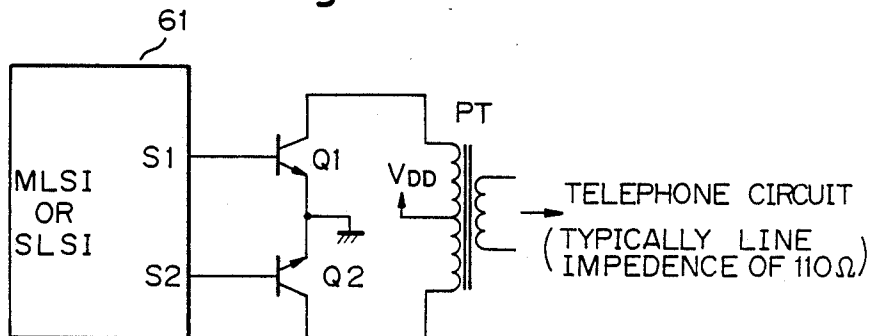 61
PT
S1
Q1
VDD
MLSI
OR
SLSI
TELEPHONE CIRCUIT
(TYPICALLY LINE
IMPEDENCE OF 110Ω)
S2
Q2